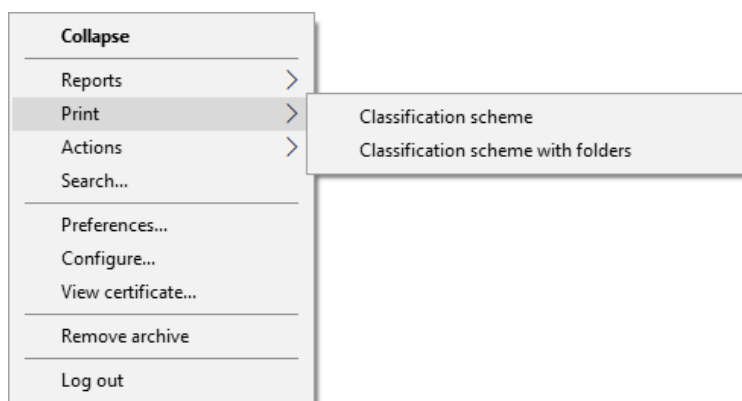 Collapse
Reports
Print
Actions
Search...
Preferences...
Configure...
View certificate...
Remove archive
Log out
Classification scheme
Classification scheme with folders